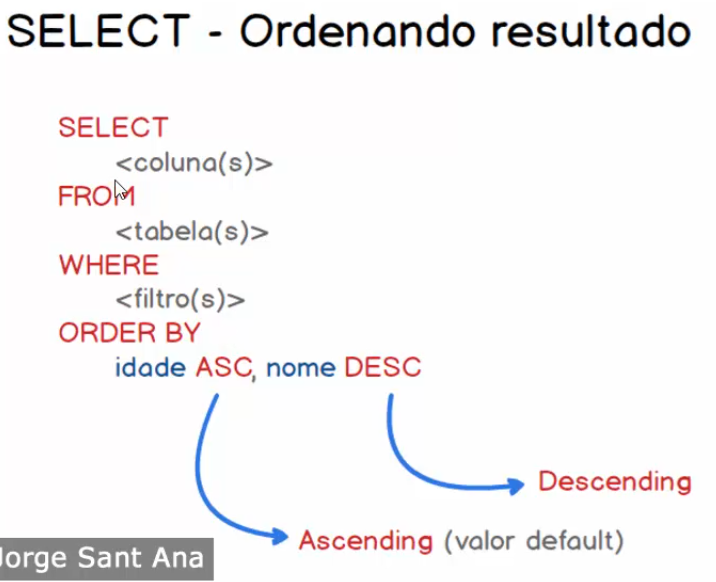 SELECT - Ordenando resultado
SELECT
<coluna(s)>
FROM
<tabela(s)>
WHERE
<filtro(s)>
ORDER BY
idade ASC, nome DESC
Descending
Ascending (valor default)
Jorge Sant Ana